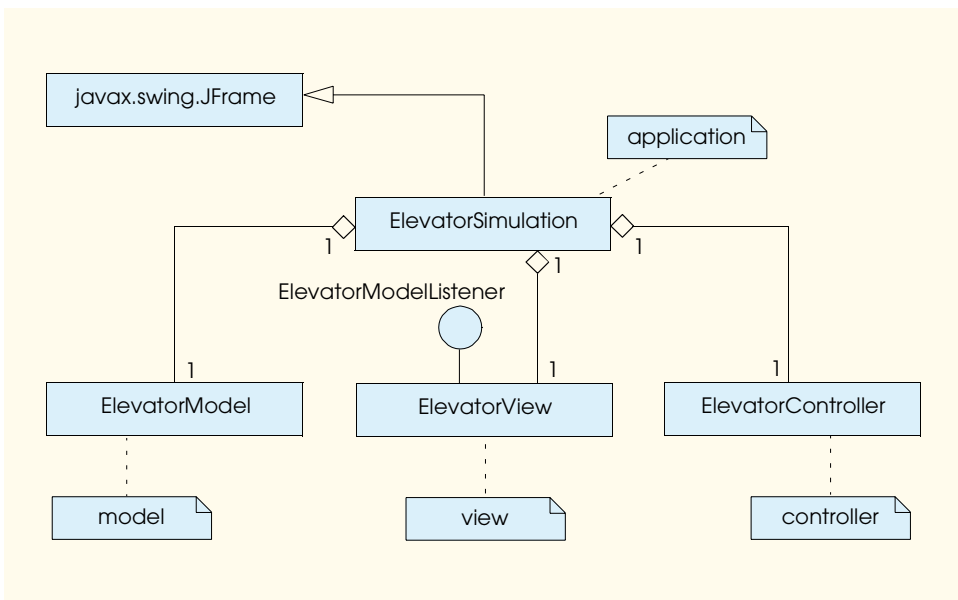 javax.swing.JFrame
application
ElevatorSimulation
1
1
1
ElevatorModelListener
1
1
1
ElevatorModel
ElevatorView
ElevatorController
model
view
controller